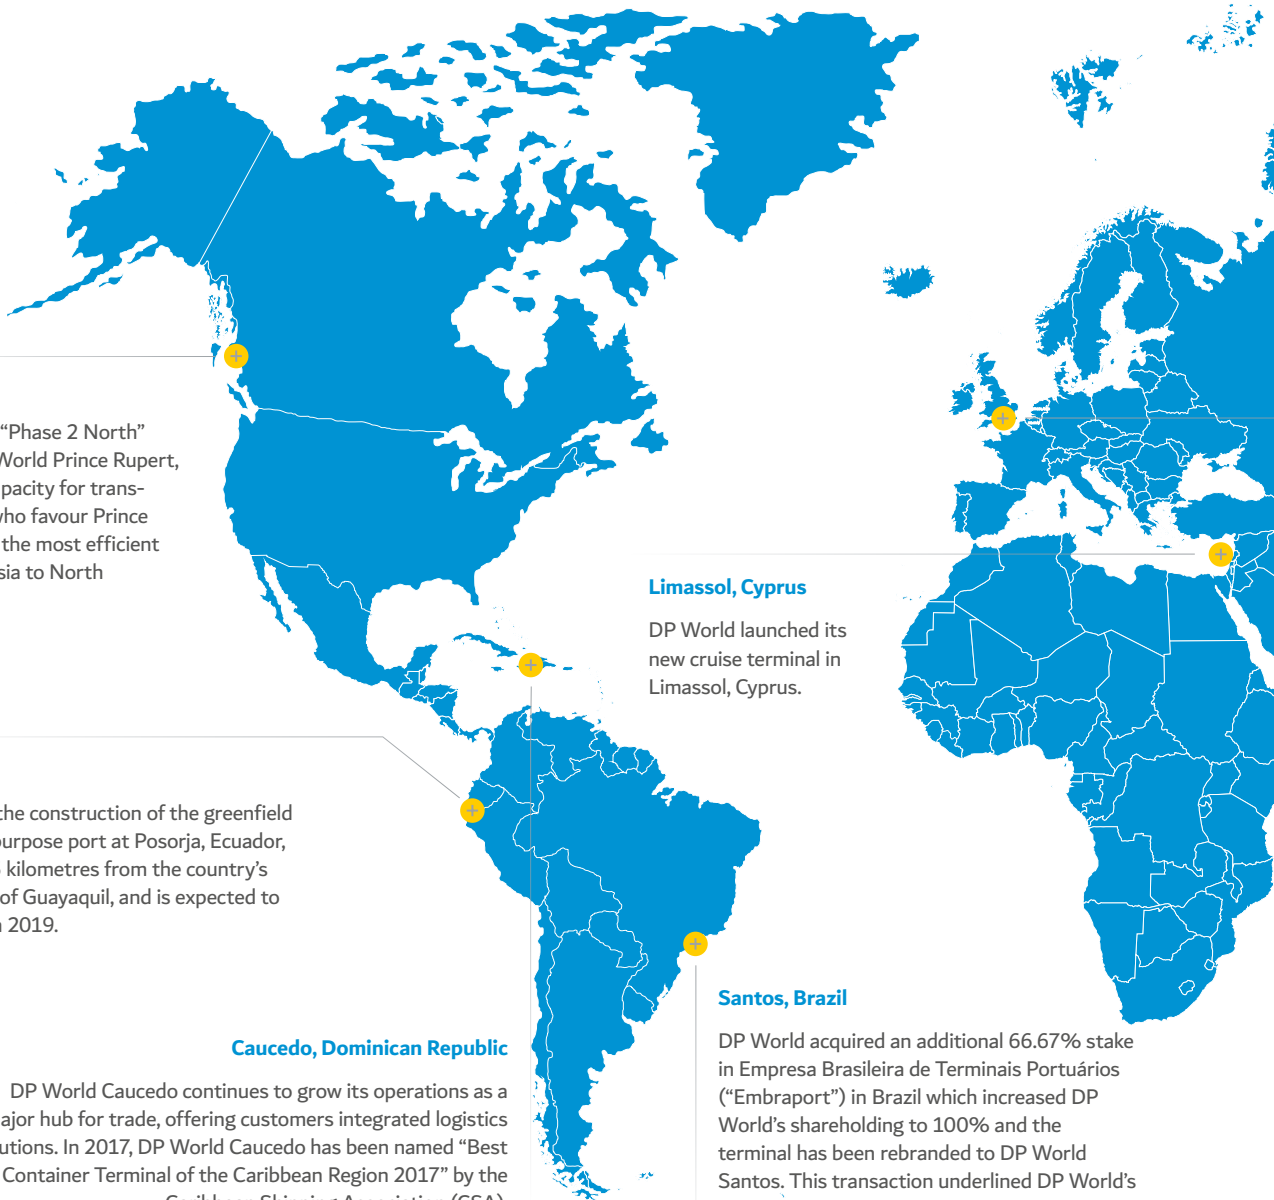 “Phase 2 North”
World Prince Rupert,
pacity for trans-
who favour Prince
the most efficient
sia to North
Limassol, Cyprus
DP World launched its
new cruise terminal in
Limassol, Cyprus.
the construction of the greenfield
purpose port at Posorja, Ecuador,
kilometres from the country’s
of Guayaquil, and is expected to
2019.
Caucedo, Dominican Republic
DP World Caucedo continues to grow its operations as a
ajor hub for trade, offering customers integrated logistics
utions. In 2017, DP World Caucedo has been named “Best
Container Terminal of the Caribbean Region 2017” by the
Caribbean Shipping Association (CSA).
Santos, Brazil
DP World acquired an additional 66.67% stake
in Empresa Brasileira de Terminais Portuários
(“Embraport”) in Brazil which increased DP
World’s shareholding to 100% and the
terminal has been rebranded to DP World
Santos. This transaction underlined DP World’s